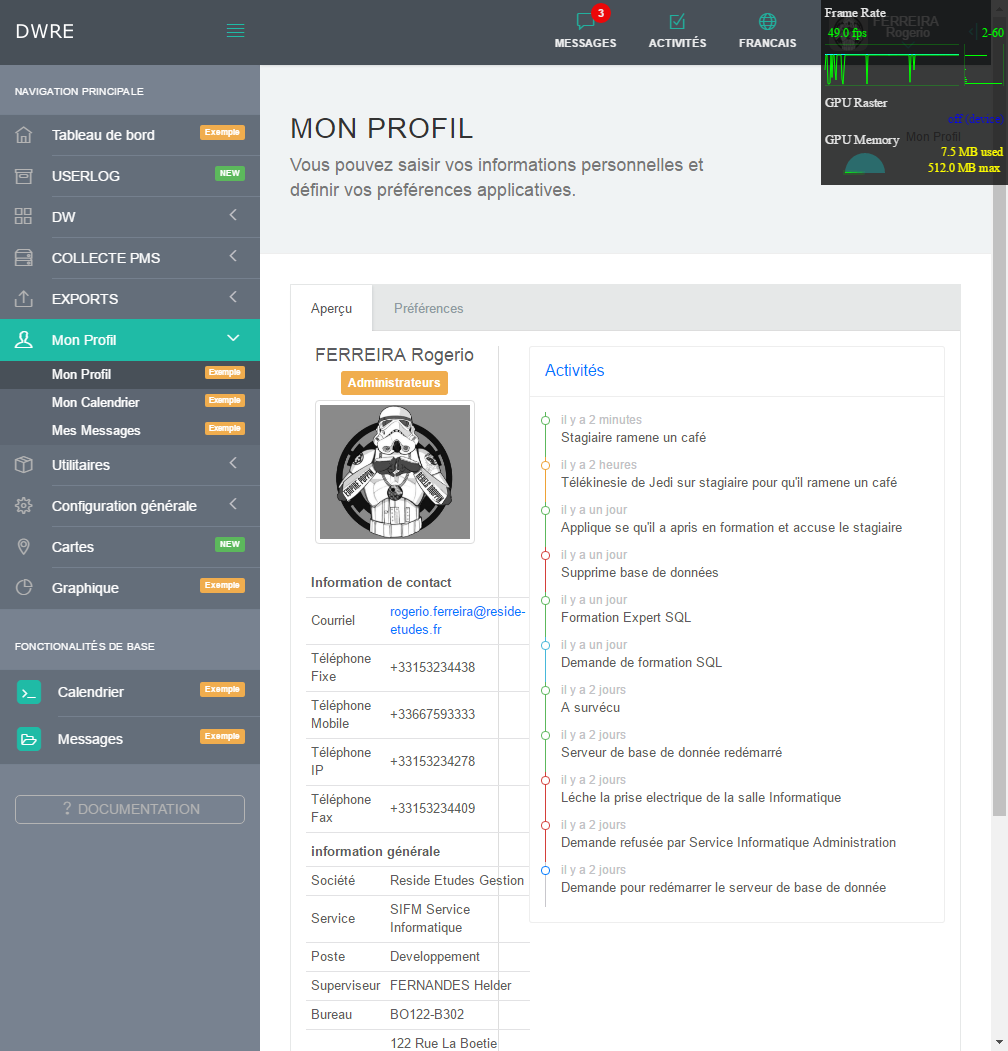 DWRE
3
MESSAGES
ACTIVITÉS
FRANCAIS
FERREIRA
Rogerio
Frame Rate
49.0 fps
2-60
GPU Raster
off (device)
GPU Memory
Mon Profil
7.5 MB used
512.0 MB max
NAVIGATION PRINCIPALE
Tableau de bord Exemple
USERLOG NEW
DW
COLLECTE PMS
EXPORTS
Mon Profil
Mon Profil Exemple
Mon Calendrier Exemple
Mes Messages Exemple
Utilitaires
Configuration générale
Cartes NEW
Graphique Exemple
FONCTIONALITÉS DE BASE
Calendrier Exemple
Messages Exemple
? DOCUMENTATION
MON PROFIL
Vous pouvez saisir vos informations personnelles et
définir vos préférences applicatives.
Aperçu
Préférences
FERREIRA Rogerio
Administrateurs
Information de contact
Courriel rogerio.ferreira@reside-
etudes.fr
Téléphone
Fixe
+33153234438
Téléphone
Mobile
+33667593333
Téléphone
IP
+33153234278
Téléphone
Fax
+33153234409
information générale
Société Reside Etudes Gestion
Service SIFM Service
Informatique
Poste Developpement
Superviseur FERNANDES Helder
Bureau BO122-B302
122 Rue La Boetie
Activités
il y a 2 minutes
Stagiaire ramene un café
il y a 2 heures
Télékinesie de Jedi sur stagiaire pour qu'il ramene un café
il y a un jour
Applique se qu'il a apris en formation et accuse le stagiaire
il y a un jour
Supprime base de données
il y a un jour
Formation Expert SQL
il y a un jour
Demande de formation SQL
il y a 2 jours
A survécu
il y a 2 jours
Serveur de base de donnée redémarré
il y a 2 jours
Léche la prise electrique de la salle Informatique
il y a 2 jours
Demande refusée par Service Informatique Administration
il y a 2 jours
Demande pour redémarrer le serveur de base de donnée